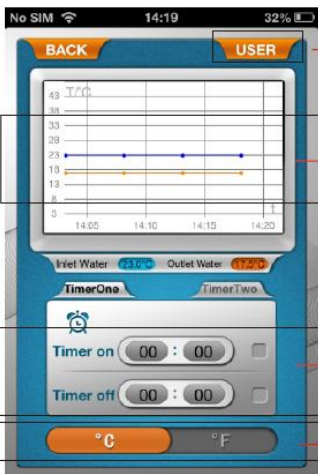 No SIM 14:19 32%
BACK USER
T/°C
43
38
33
28
23
18
13
8
3
t
14:05 14:10 14:15 14:20
Inlet Water 23.0°C Outlet Water 17.5°C
TimerOne TimerTwo
Timer on 00 : 00
Timer off 00 : 00
°C °F